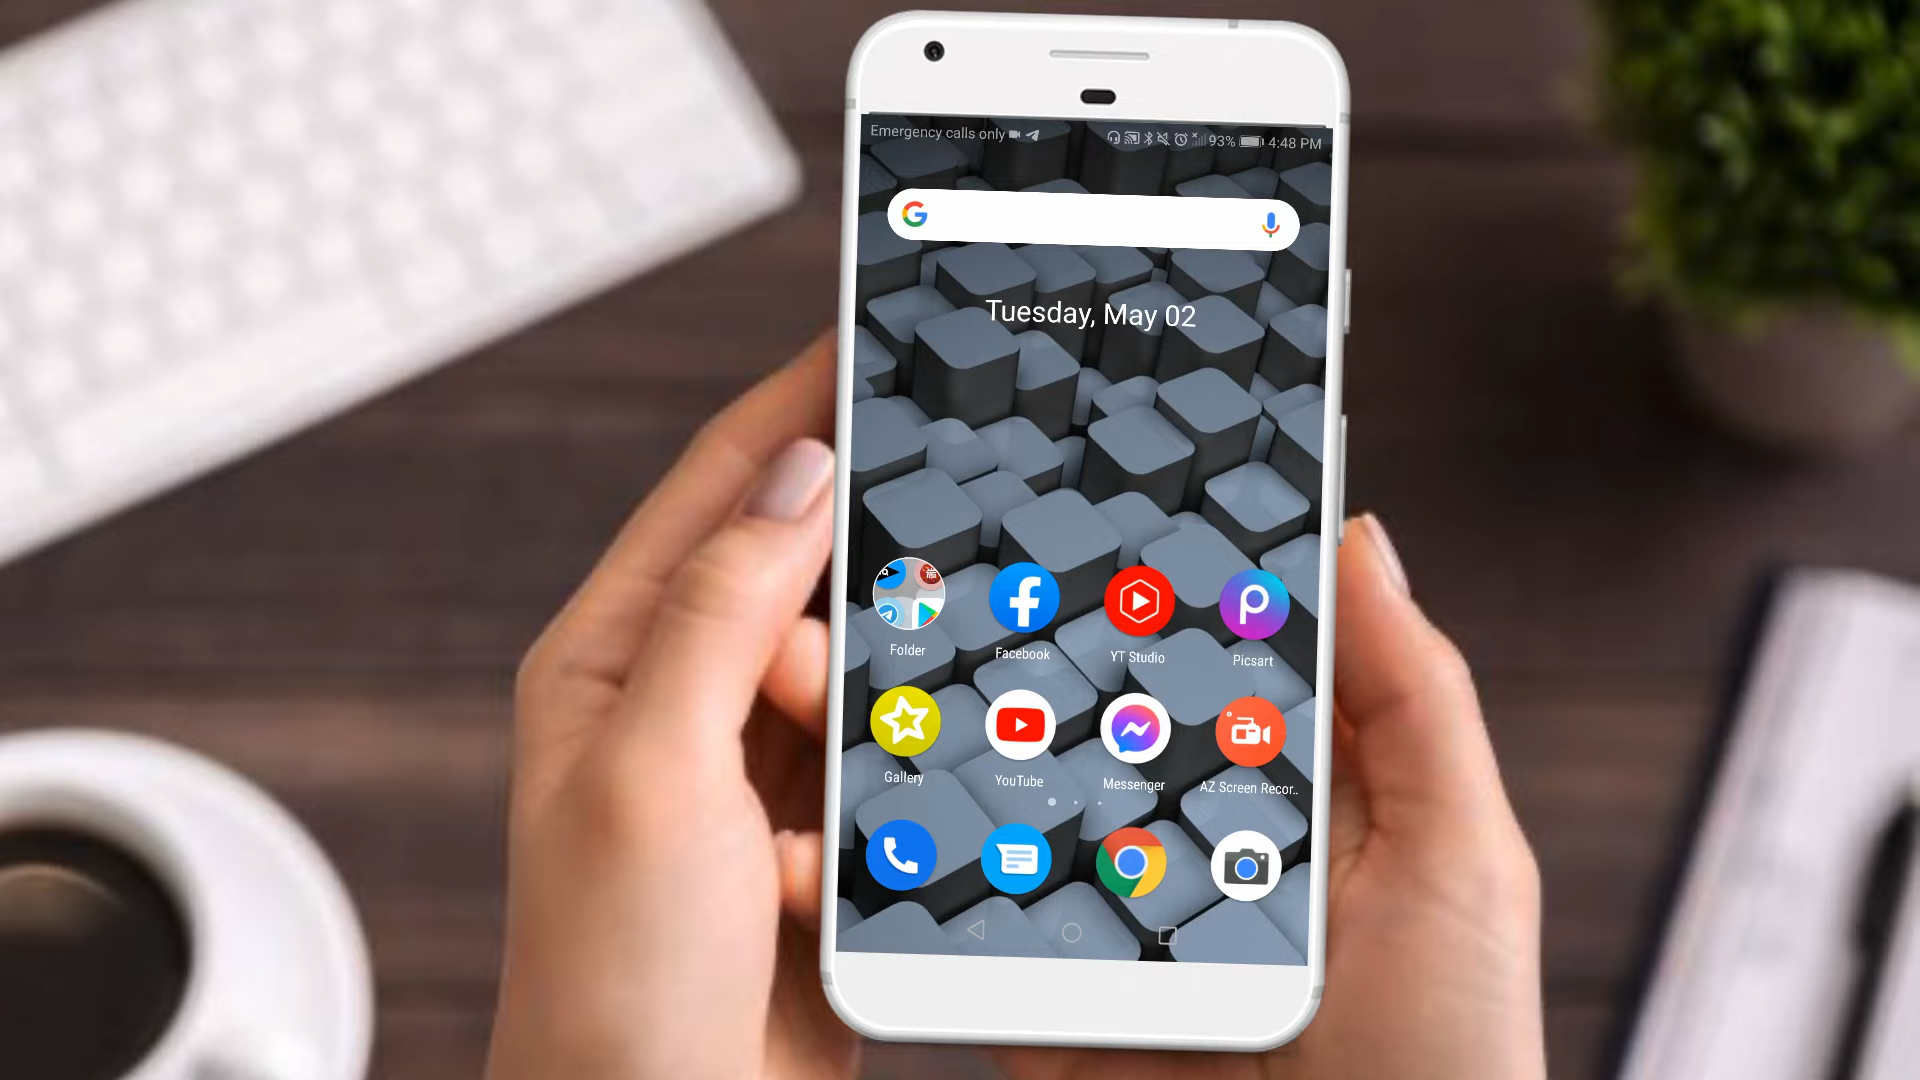 Emergency calls only
93% 4:48 PM
Tuesday, May 02
Folder
Facebook
YT Studio
Picsart
Gallery
YouTube
Messenger
AZ Screen Recor..